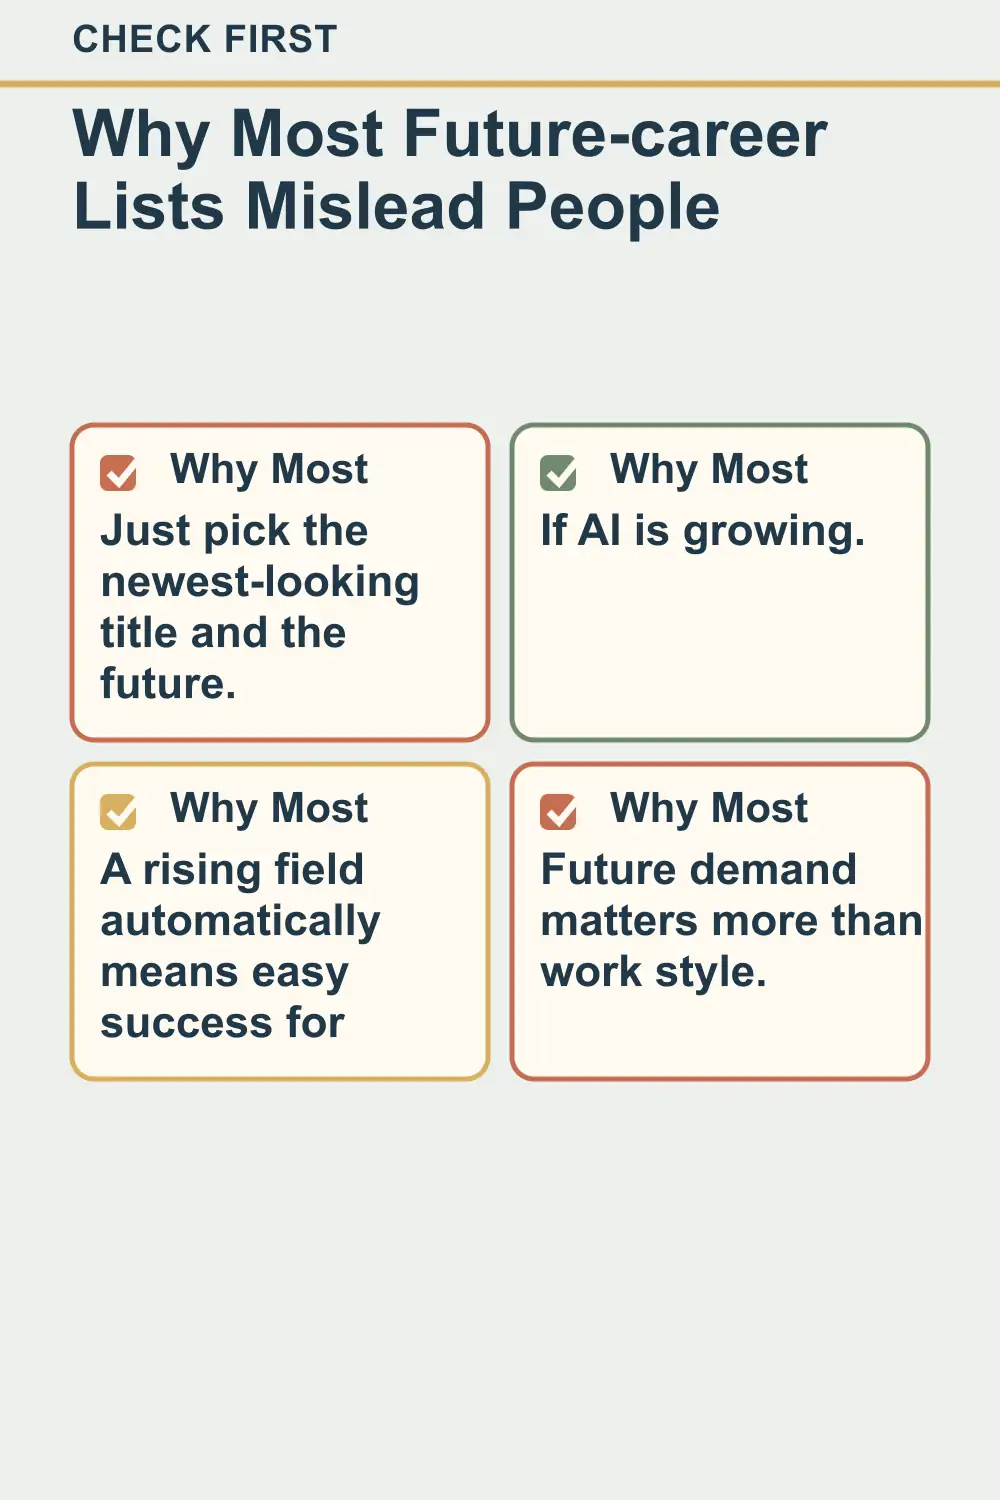 CHECK FIRST
Why Most Future-career
Lists Mislead People
Why Most
Just pick the
newest-looking
title and the
future.
Why Most
If AI is growing.
Why Most
A rising field
automatically
means easy
success for
Why Most
Future demand
matters more than
work style.